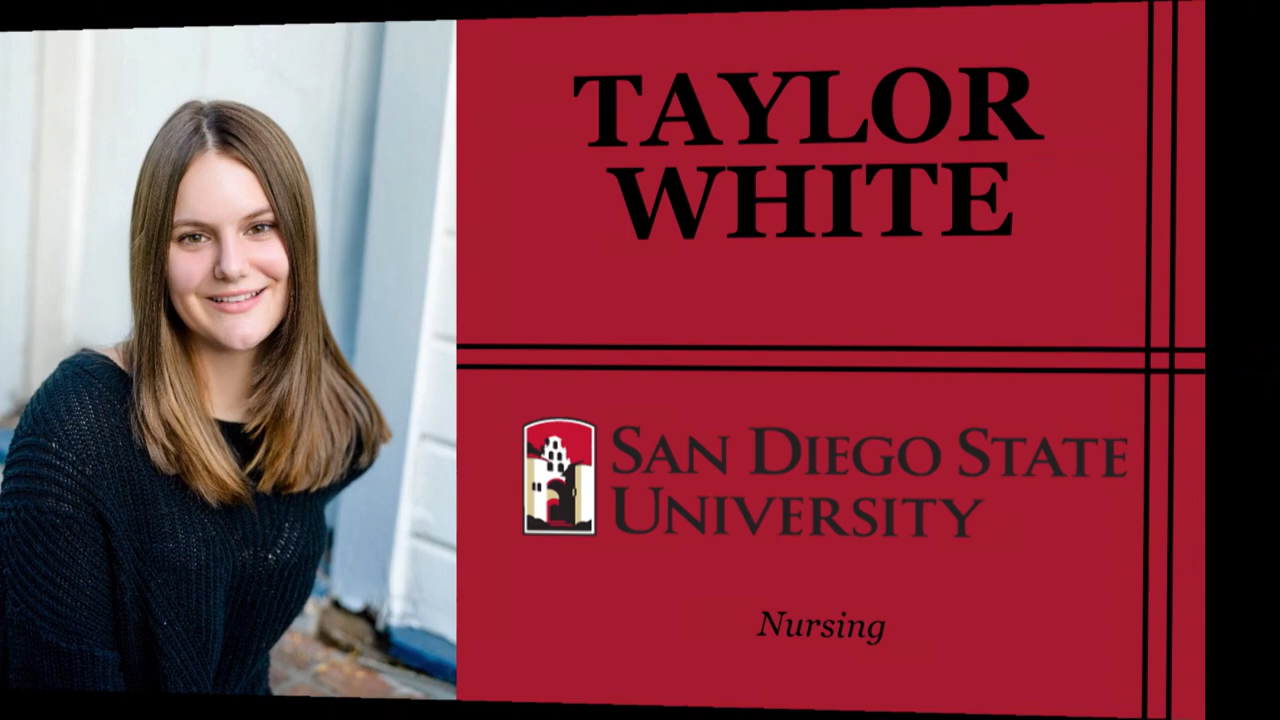 TAYLOR
WHITE
SAN DIEGO STATE
UNIVERSITY
Nursing